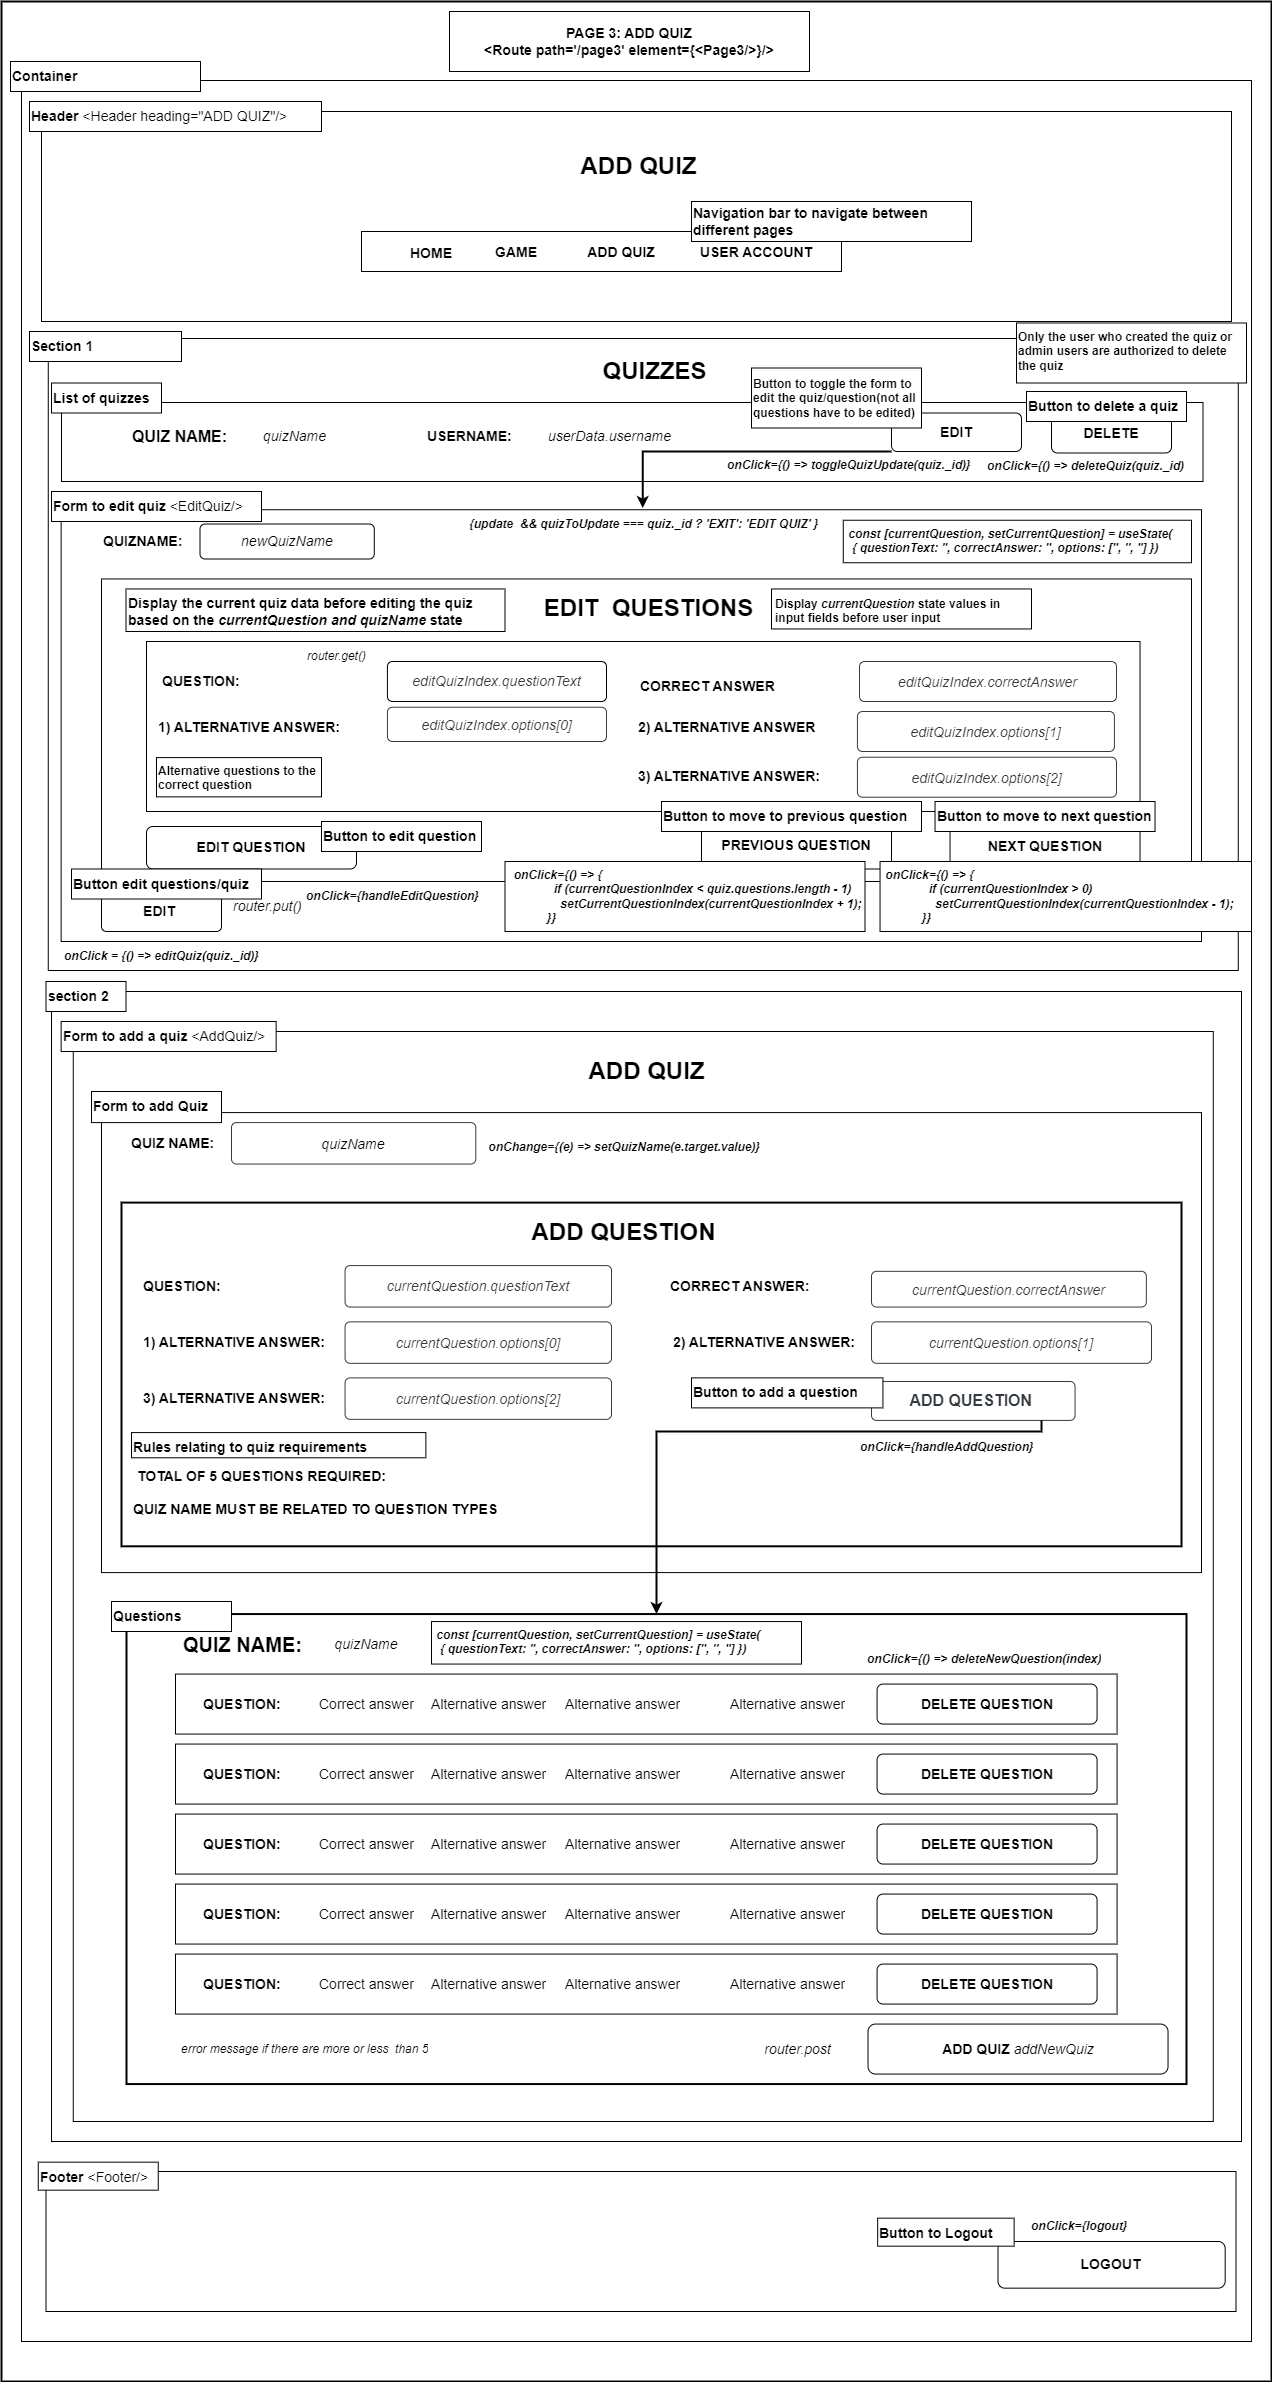 PAGE 3: ADD QUIZ
<Route path='/page3' element={<Page3/>}/>
Container
Header <Header heading="ADD QUIZ"/>
ADD QUIZ
Navigation bar to navigate between
different pages
HOME GAME ADD QUIZ USER ACCOUNT
Section 1
Only the user who created the quiz or
admin users are authorized to delete
the quiz
QUIZZES
List of quizzes
Button to toggle the form to
edit the quiz/question(not all
questions have to be edited)
Button to delete a quiz
QUIZ NAME: quizName USERNAME: userData.username EDIT DELETE
onClick={() => toggleQuizUpdate(quiz._id)} onClick={() => deleteQuiz(quiz._id)
Form to edit quiz <EditQuiz/>
{update && quizToUpdate === quiz._id ? 'EXIT': 'EDIT QUIZ' }
QUIZNAME: newQuizName
const [currentQuestion, setCurrentQuestion] = useState(
{ questionText: '', correctAnswer: '', options: ['', '', ''] })
Display the current quiz data before editing the quiz
based on the currentQuestion and quizName state
EDIT QUESTIONS
Display currentQuestion state values in
input fields before user input
router.get()
QUESTION: editQuizIndex.questionText CORRECT ANSWER editQuizIndex.correctAnswer
1) ALTERNATIVE ANSWER: editQuizIndex.options[0] 2) ALTERNATIVE ANSWER editQuizIndex.options[1]
Alternative questions to the
correct question
3) ALTERNATIVE ANSWER: editQuizIndex.options[2]
Button to move to previous question Button to move to next question
Button to edit question
EDIT QUESTION PREVIOUS QUESTION NEXT QUESTION
Button edit questions/quiz
onClick={handleEditQuestion}
EDIT router.put()
onClick={() => {
if (currentQuestionIndex < quiz.questions.length - 1)
setCurrentQuestionIndex(currentQuestionIndex + 1);
}}
onClick={() => {
if (currentQuestionIndex > 0)
setCurrentQuestionIndex(currentQuestionIndex - 1);
}}
onClick = {() => editQuiz(quiz._id)}
section 2
Form to add a quiz <AddQuiz/>
ADD QUIZ
Form to add Quiz
QUIZ NAME: quizName onChange={(e) => setQuizName(e.target.value)}
ADD QUESTION
QUESTION: currentQuestion.questionText CORRECT ANSWER: currentQuestion.correctAnswer
1) ALTERNATIVE ANSWER: currentQuestion.options[0] 2) ALTERNATIVE ANSWER: currentQuestion.options[1]
3) ALTERNATIVE ANSWER: currentQuestion.options[2] Button to add a question ADD QUESTION
onClick={handleAddQuestion}
Rules relating to quiz requirements
TOTAL OF 5 QUESTIONS REQUIRED:
QUIZ NAME MUST BE RELATED TO QUESTION TYPES
Questions
QUIZ NAME: quizName
const [currentQuestion, setCurrentQuestion] = useState(
{ questionText: '', correctAnswer: '', options: ['', '', ''] })
onClick={() => deleteNewQuestion(index)
QUESTION: Correct answer Alternative answer Alternative answer Alternative answer DELETE QUESTION
QUESTION: Correct answer Alternative answer Alternative answer Alternative answer DELETE QUESTION
QUESTION: Correct answer Alternative answer Alternative answer Alternative answer DELETE QUESTION
QUESTION: Correct answer Alternative answer Alternative answer Alternative answer DELETE QUESTION
QUESTION: Correct answer Alternative answer Alternative answer Alternative answer DELETE QUESTION
error message if there are more or less than 5 router.post ADD QUIZ addNewQuiz
Footer <Footer/>
Button to Logout onClick={logout}
LOGOUT